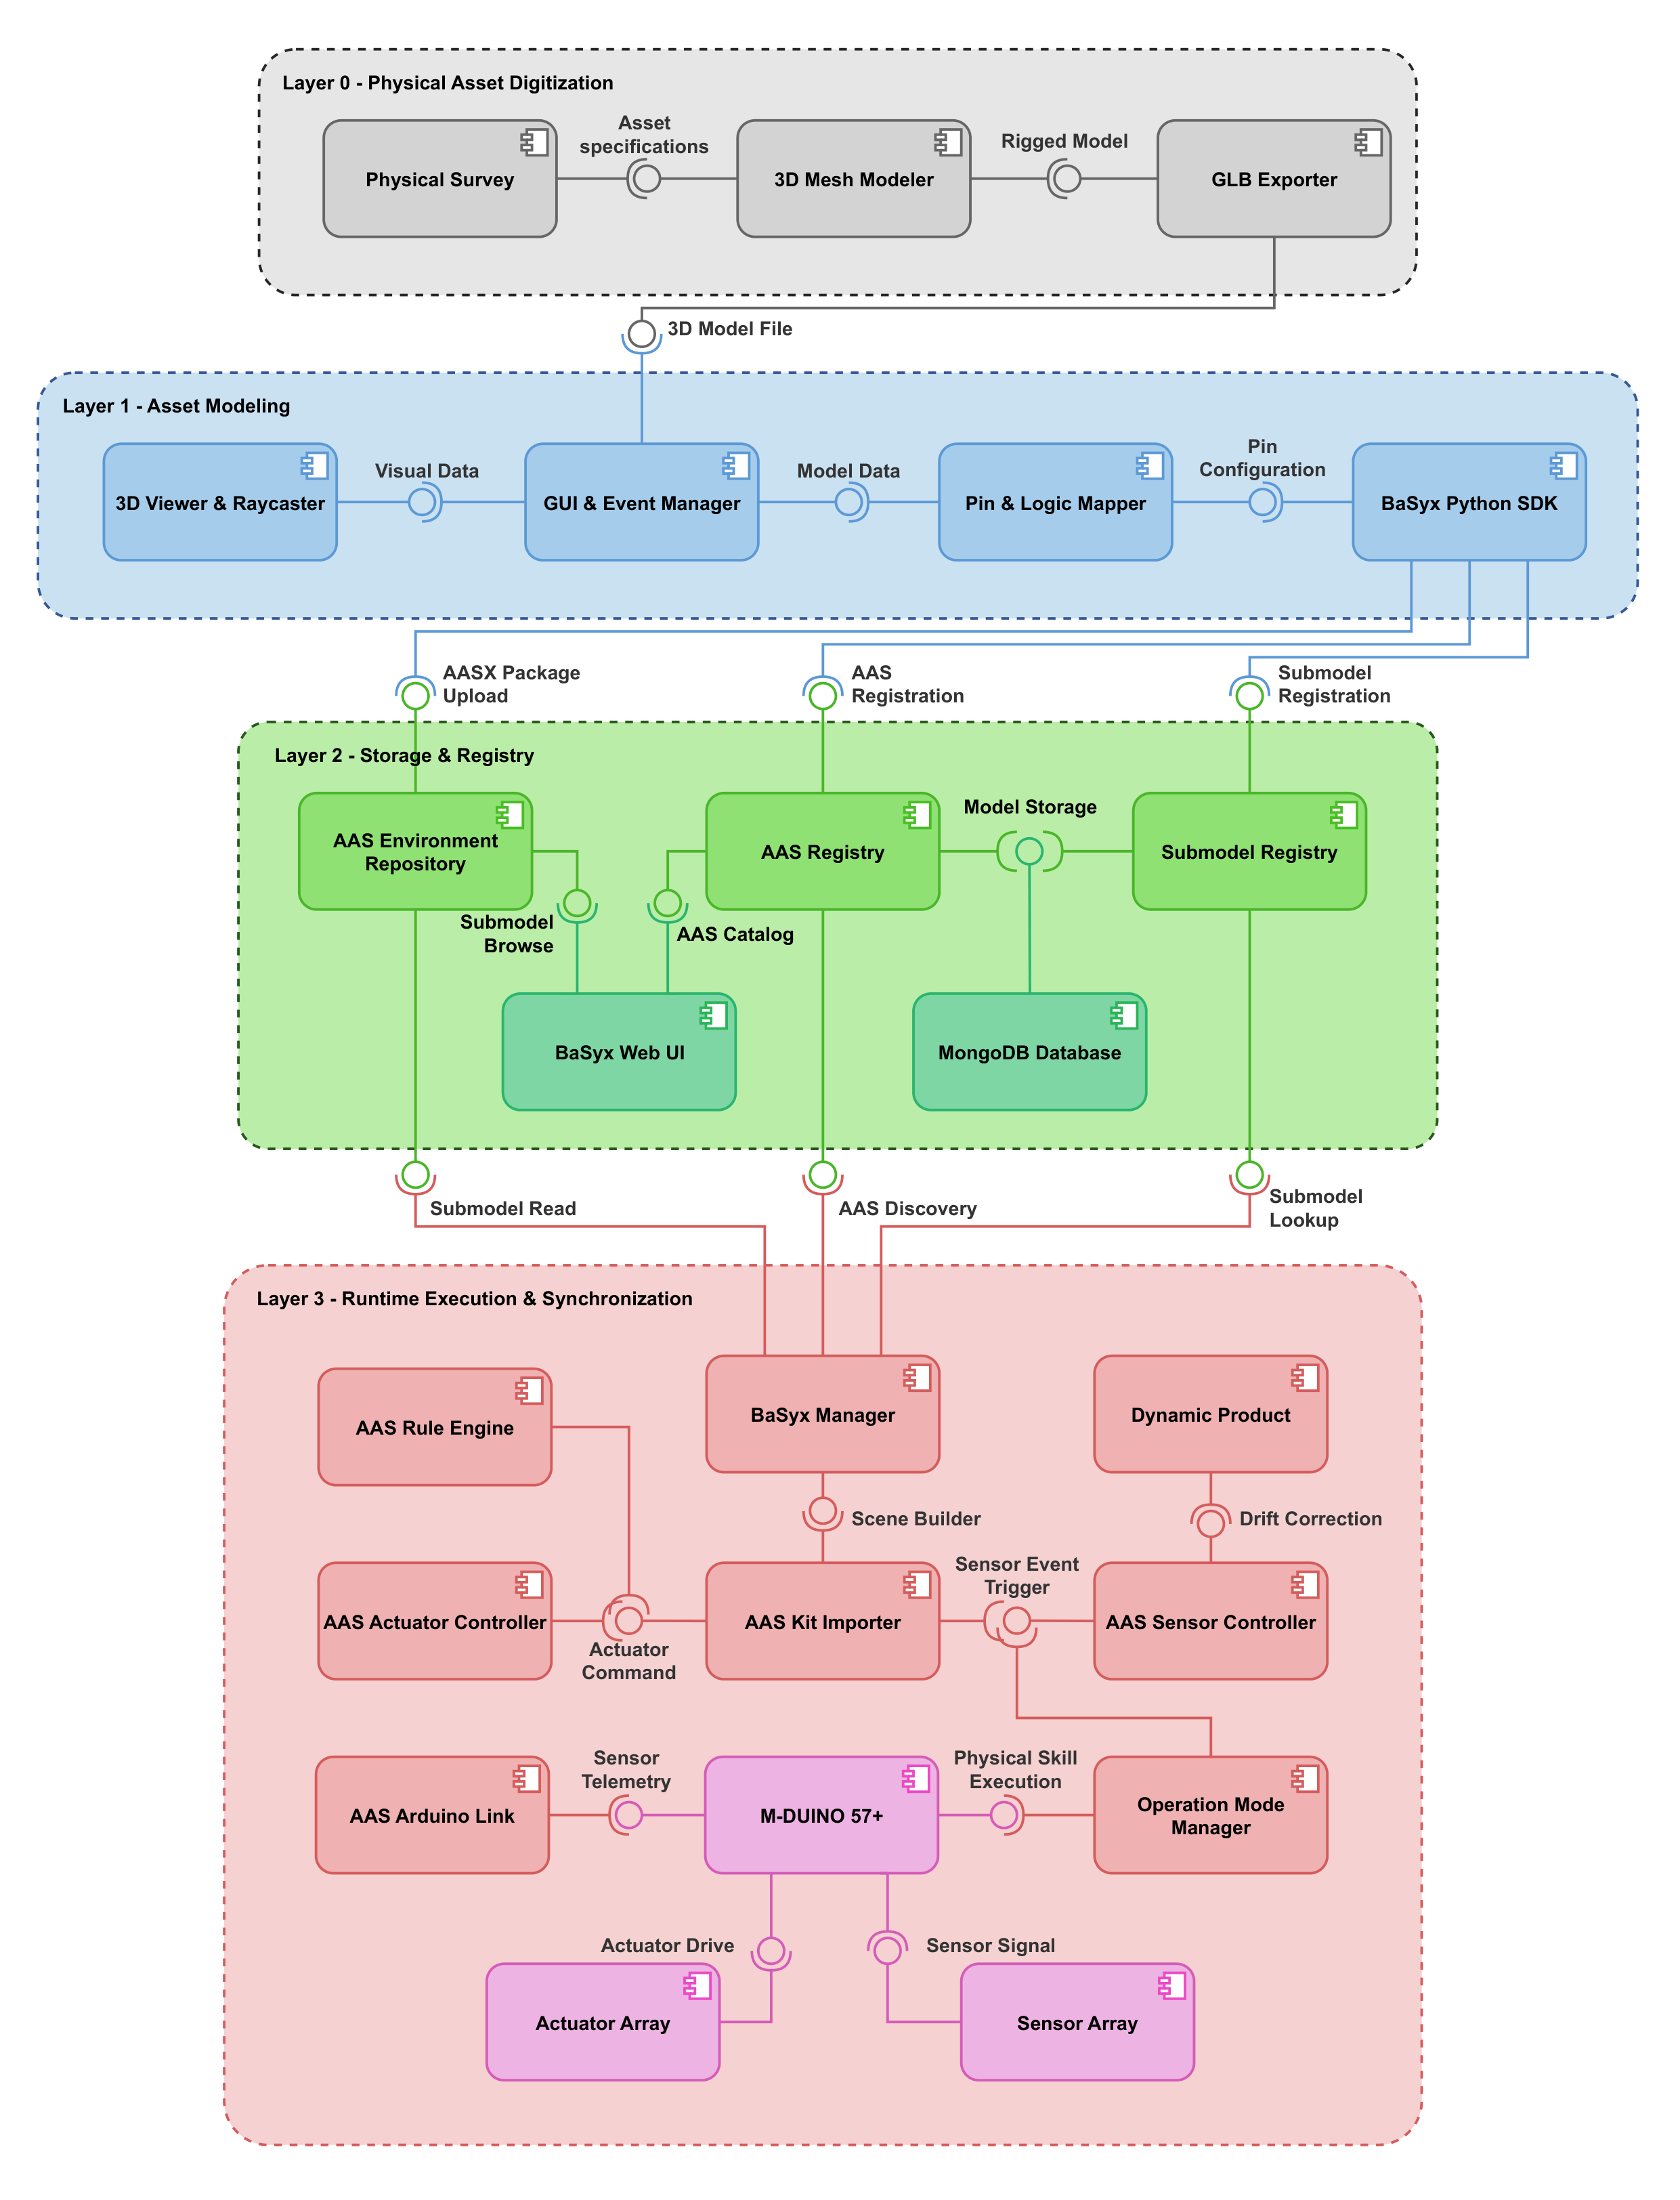 Layer 0 - Physical Asset Digitization
Asset
specifications
Rigged Model
Physical Survey
3D Mesh Modeler
GLB Exporter
3D Model File
Layer 1 - Asset Modeling
Visual Data
Model Data
Pin
Configuration
3D Viewer & Raycaster
GUI & Event Manager
Pin & Logic Mapper
BaSyx Python SDK
AASX Package
Upload
AAS
Registration
Submodel
Registration
Layer 2 - Storage & Registry
Model Storage
AAS Environment
Repository
AAS Registry
Submodel Registry
Submodel
Browse
AAS Catalog
BaSyx Web UI
MongoDB Database
Submodel Read
AAS Discovery
Submodel
Lookup
Layer 3 - Runtime Execution & Synchronization
AAS Rule Engine
BaSyx Manager
Dynamic Product
Scene Builder
Drift Correction
Sensor Event
Trigger
AAS Actuator Controller
AAS Kit Importer
AAS Sensor Controller
Actuator
Command
Sensor
Telemetry
Physical Skill
Execution
AAS Arduino Link
M-DUINO 57+
Operation Mode
Manager
Actuator Drive
Sensor Signal
Actuator Array
Sensor Array